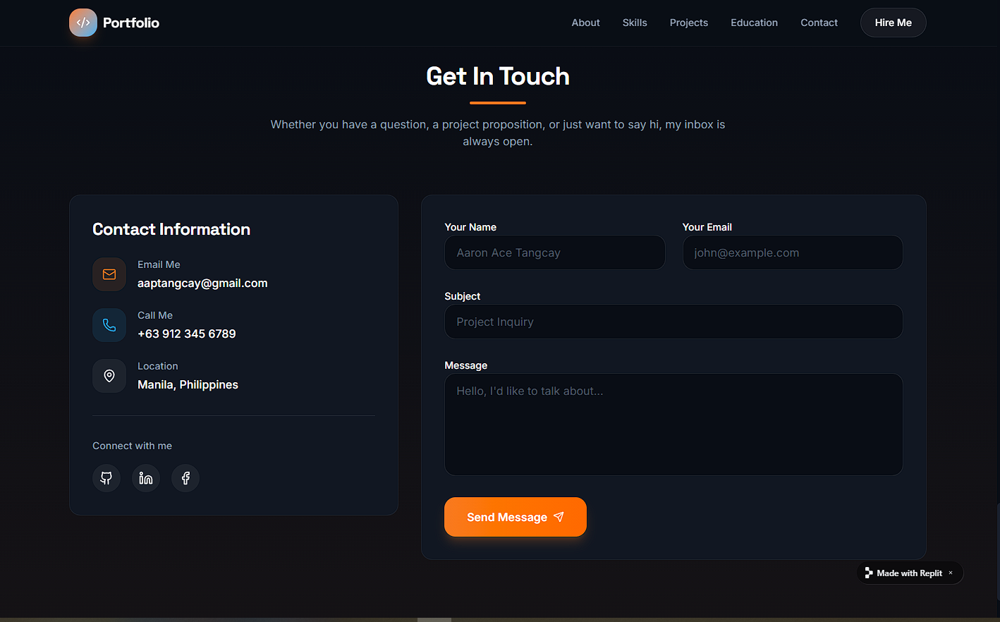 Portfolio
About
Skills
Projects
Education
Contact
Hire Me
Get In Touch
Whether you have a question, a project proposition, or just want to say hi, my inbox is
always open.
Contact Information
Email Me
aaptangcay@gmail.com
Call Me
+63 912 345 6789
Location
Manila, Philippines
Connect with me
Your Name
Aaron Ace Tangcay
Your Email
john@example.com
Subject
Project Inquiry
Message
Hello, I'd like to talk about...
Send Message
Made with Replit ×